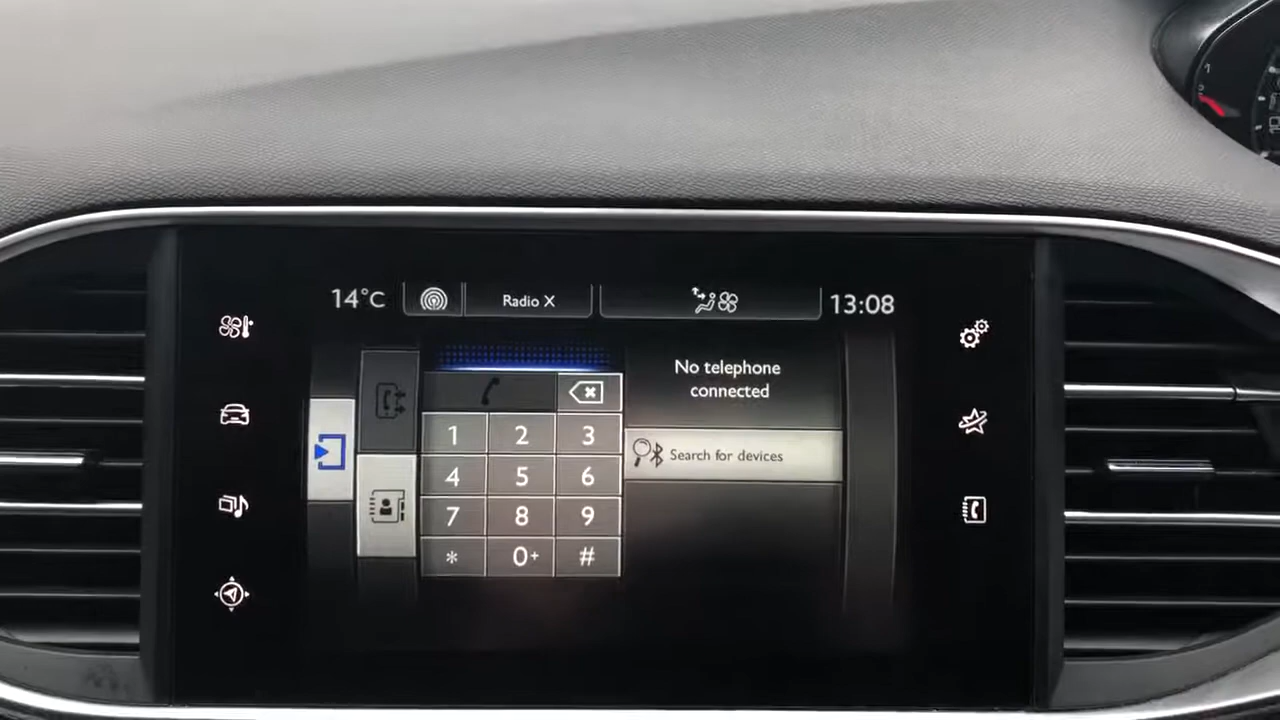 14°C
Radio X
13:08
No telephone
connected
Search for devices
1 2 3
4 5 6
7 8 9
* 0+ #